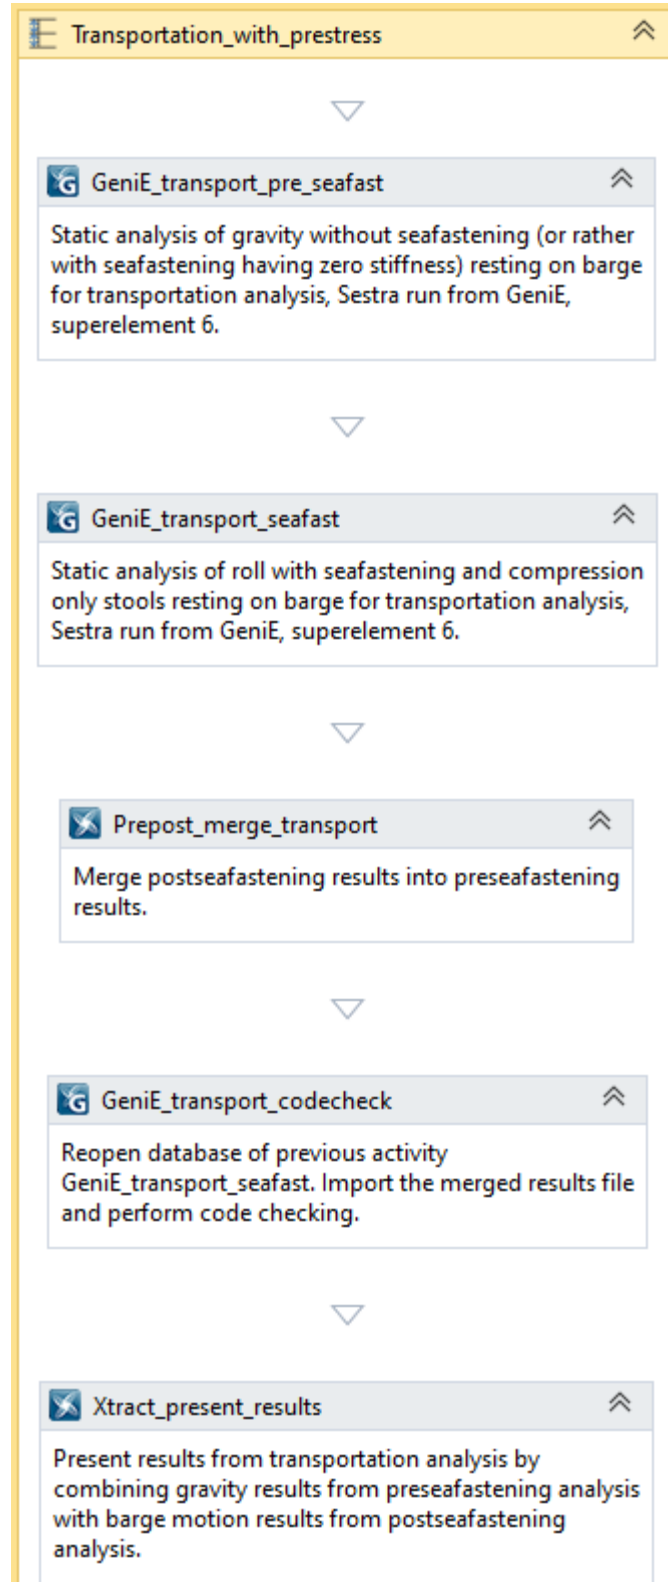 Transportation_with_prestress
GeniE_transport_pre_seafast
Static analysis of gravity without seafastening (or rather
with seafastening having zero stiffness) resting on barge
for transportation analysis, Sestra run from GeniE,
superelement 6.
GeniE_transport_seafast
Static analysis of roll with seafastening and compression
only stools resting on barge for transportation analysis,
Sestra run from GeniE, superelement 6.
Prepost_merge_transport
Merge postseafastening results into preseafastening
results.
GeniE_transport_codecheck
Reopen database of previous activity
GeniE_transport_seafast. Import the merged results file
and perform code checking.
Xtract_present_results
Present results from transportation analysis by
combining gravity results from preseafastening analysis
with barge motion results from postseafastening
analysis.